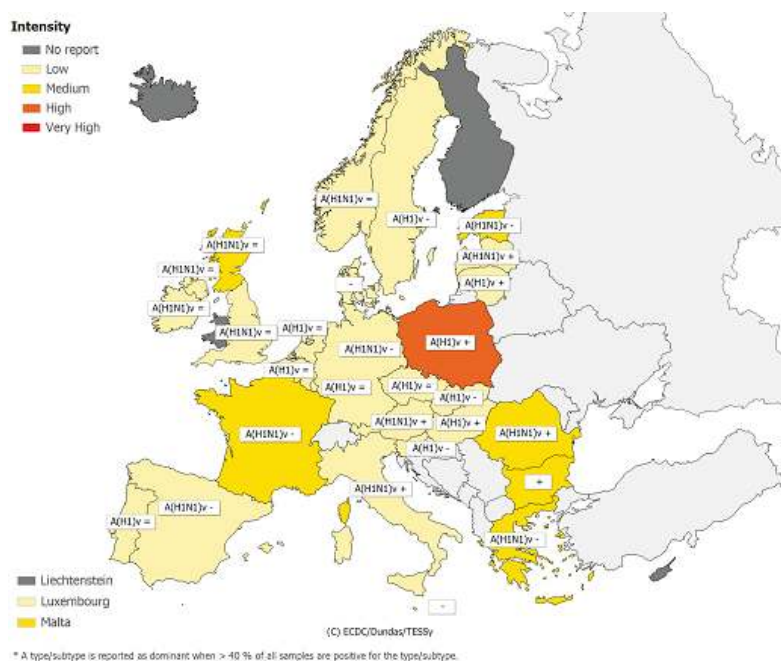 Intensity
No report
Low
Medium
High
Very High
A(H1N1)v =
A(H1)v -
A(H1N1)v -
A(H1N1)v =
A(H1N1)v +
A(H1N1)v =
A(H1)v +
-
A(H1N1)v =
A(H1)v =
A(H1N1)v =
A(H1N1)v -
A(H1)v +
A(H1)v =
A(H1)v =
A(H1)v =
A(H1)v -
A(H1N1)v +
A(H1)v +
A(H1N1)v -
A(H1N1)v +
A(H1)v -
+
A(H1N1)v +
A(H1N1)v -
A(H1)v =
A(H1N1)v -
Liechtenstein
Luxembourg
Malta
-
(C) ECDC/Dundas/TESSy
* A type/subtype is reported as dominant when > 40 % of all samples are positive for the type/subtype.